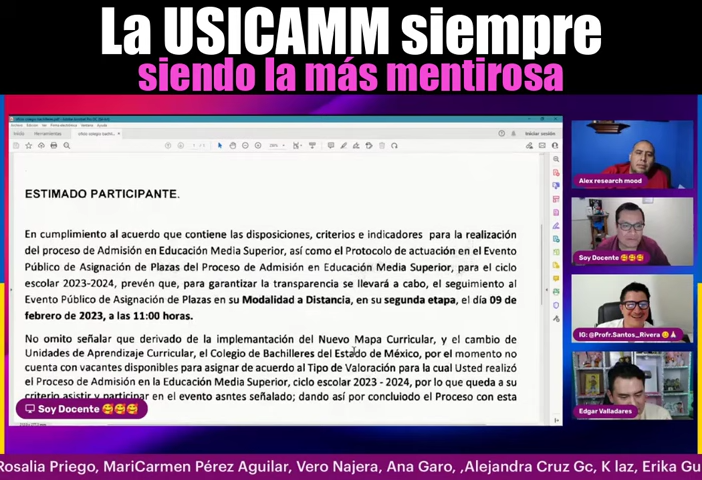 La USICAMM siempre
siendo la más mentirosa
Iniciar sesión
ESTIMADO PARTICIPANTE.
En cumplimiento al acuerdo que contiene las disposiciones, criterios e indicadores para la realización
del proceso de Admisión en Educación Media Superior, así como el Protocolo de actuación en el Evento
Público de Asignación de Plazas del Proceso de Admisión en Educación Media Superior, para el ciclo
escolar 2023-2024, prevén que, para garantizar la transparencia se llevará a cabo, el seguimiento al
Evento Público de Asignación de Plazas en su Modalidad a Distancia, en su segunda etapa, el día 09 de
febrero de 2023, a las 11:00 horas.
No omito señalar que derivado de la implemantación del Nuevo Mapa Curricular, y el cambio de
Unidades de Aprendizaje Curricular, el Colegio de Bachilleres del Estado de México, por el momento no
cuenta con vacantes disponibles para asignar de acuerdo al Tipo de Valoración para la cual Usted realizó
el Proceso de Admisión en la Educación Media Superior, ciclo escolar 2023 - 2024, por lo que queda a su
criterio asistir y participar en el evento asntes señalado; dando así por concluiodo el Proceso con esta
Soy Docente
Alex research mood
Soy Docente
IG: @Profr.Santos_Rivera
Edgar Valladares
Rosalia Priego, MariCarmen Pérez Aguilar, Vero Najera, Ana Garo, ,Alejandra Cruz Gc, K laz, Erika Gu